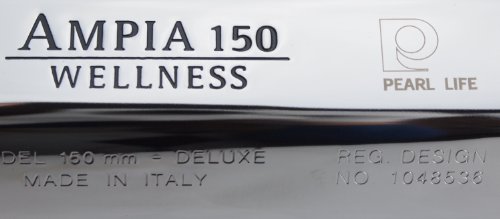 AMPIA 150
WELLNESS
PEARL LIFE
DEL 150 mm - DELUXE
MADE IN ITALY
REG. DESIGN
NO 1048536